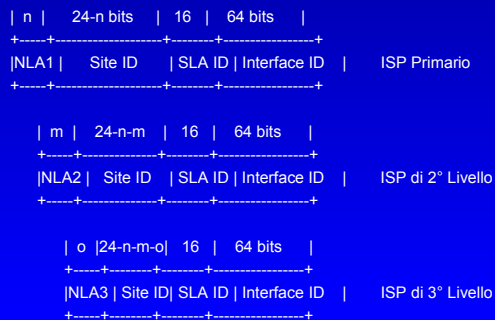 | n | 24-n bits | 16 | 64 bits |
+-----+--------------------+--------+-----------------+
|NLA1 | Site ID | SLA ID | Interface ID | ISP Primario
+-----+--------------------+--------+-----------------+
| m | 24-n-m | 16 | 64 bits |
+-----+--------------+--------+-----------------+
|NLA2 | Site ID | SLA ID | Interface ID | ISP di 2° Livello
+-----+--------------+--------+-----------------+
| o |24-n-m-o| 16 | 64 bits |
+-----+--------+--------+-----------------+
|NLA3 | Site ID| SLA ID | Interface ID | ISP di 3° Livello
+-----+--------+--------+-----------------+